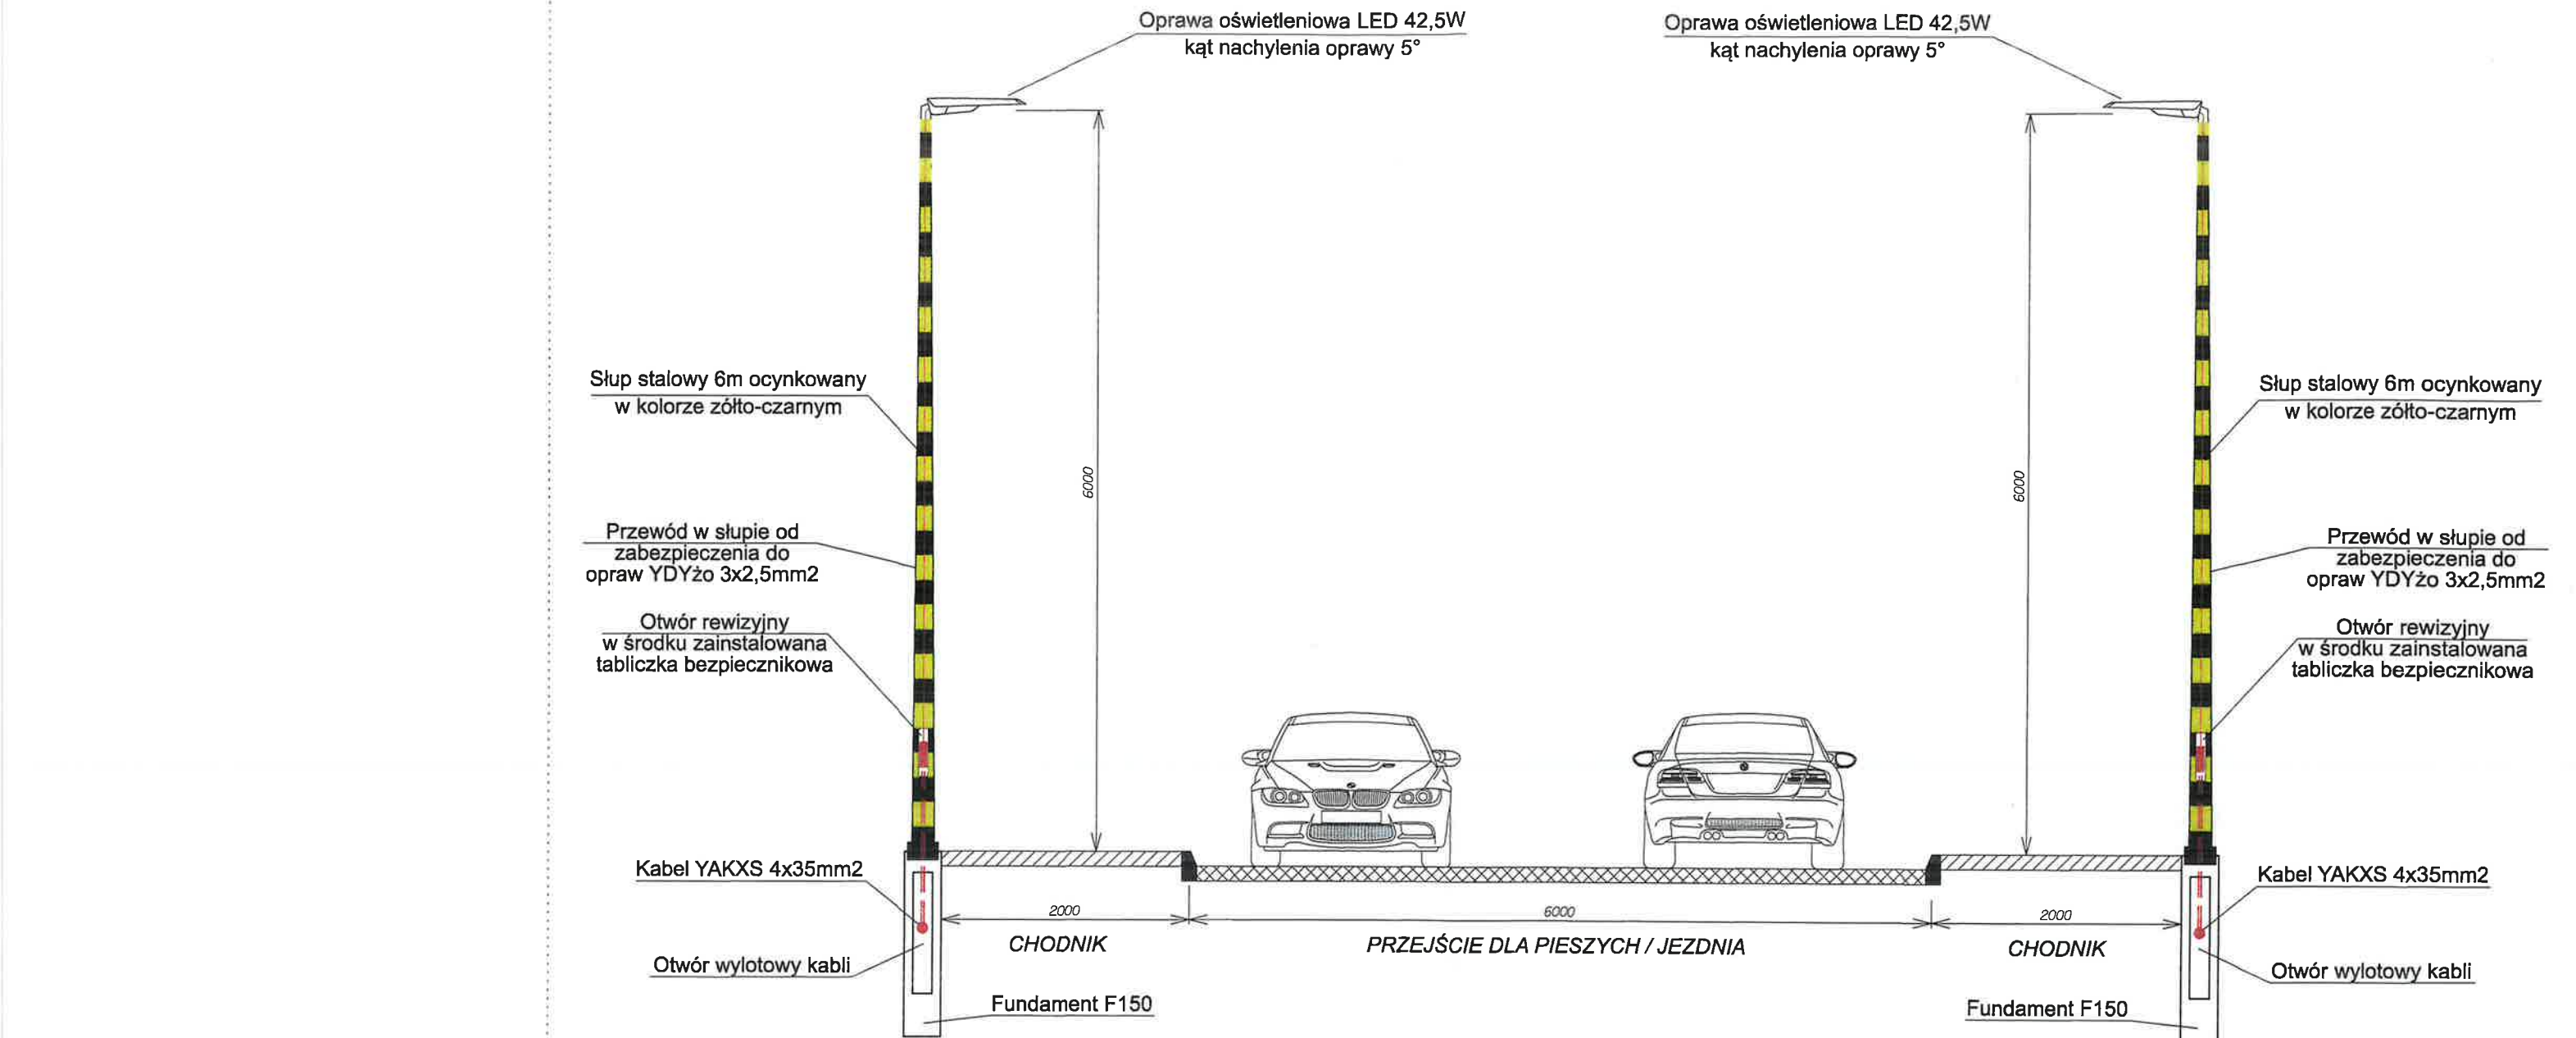 Oprawa oświetleniowa LED 42,5W
kąt nachylenia oprawy 5°
Oprawa oświetleniowa LED 42,5W
kąt nachylenia oprawy 5°
Słup stalowy 6m ocynkowany
w kolorze zółto-czarnym
Słup stalowy 6m ocynkowany
w kolorze zółto-czarnym
6000
6000
Przewód w słupie od
zabezpieczenia do
opraw YDYżo 3x2,5mm2
Przewód w słupie od
zabezpieczenia do
opraw YDYżo 3x2,5mm2
Otwór rewizyjny
w środku zainstalowana
tabliczka bezpiecznikowa
Otwór rewizyjny
w środku zainstalowana
tabliczka bezpiecznikowa
Kabel YAKXS 4x35mm2
Kabel YAKXS 4x35mm2
2000
6000
2000
CHODNIK
PRZEJŚCIE DLA PIESZYCH / JEZDNIA
CHODNIK
Otwór wylotowy kabli
Otwór wylotowy kabli
Fundament F150
Fundament F150